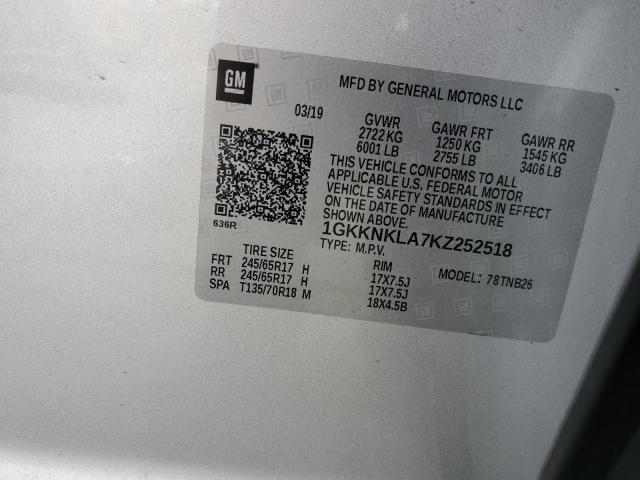 GM
MFD BY GENERAL MOTORS LLC
03/19
GVWR GAWR FRT GAWR RR
2722 KG 1250 KG 1545 KG
6001 LB 2755 LB 3406 LB
THIS VEHICLE CONFORMS TO ALL
APPLICABLE U.S. FEDERAL MOTOR
VEHICLE SAFETY STANDARDS IN EFFECT
ON THE DATE OF MANUFACTURE
SHOWN ABOVE.
636R
1GKKNKLA7KZ252518
TYPE: M.P.V.
TIRE SIZE RIM MODEL: 78TNB26
FRT 245/65R17 H 17X7.5J
RR 245/65R17 H 17X7.5J
SPA T135/70R18 M 18X4.5B